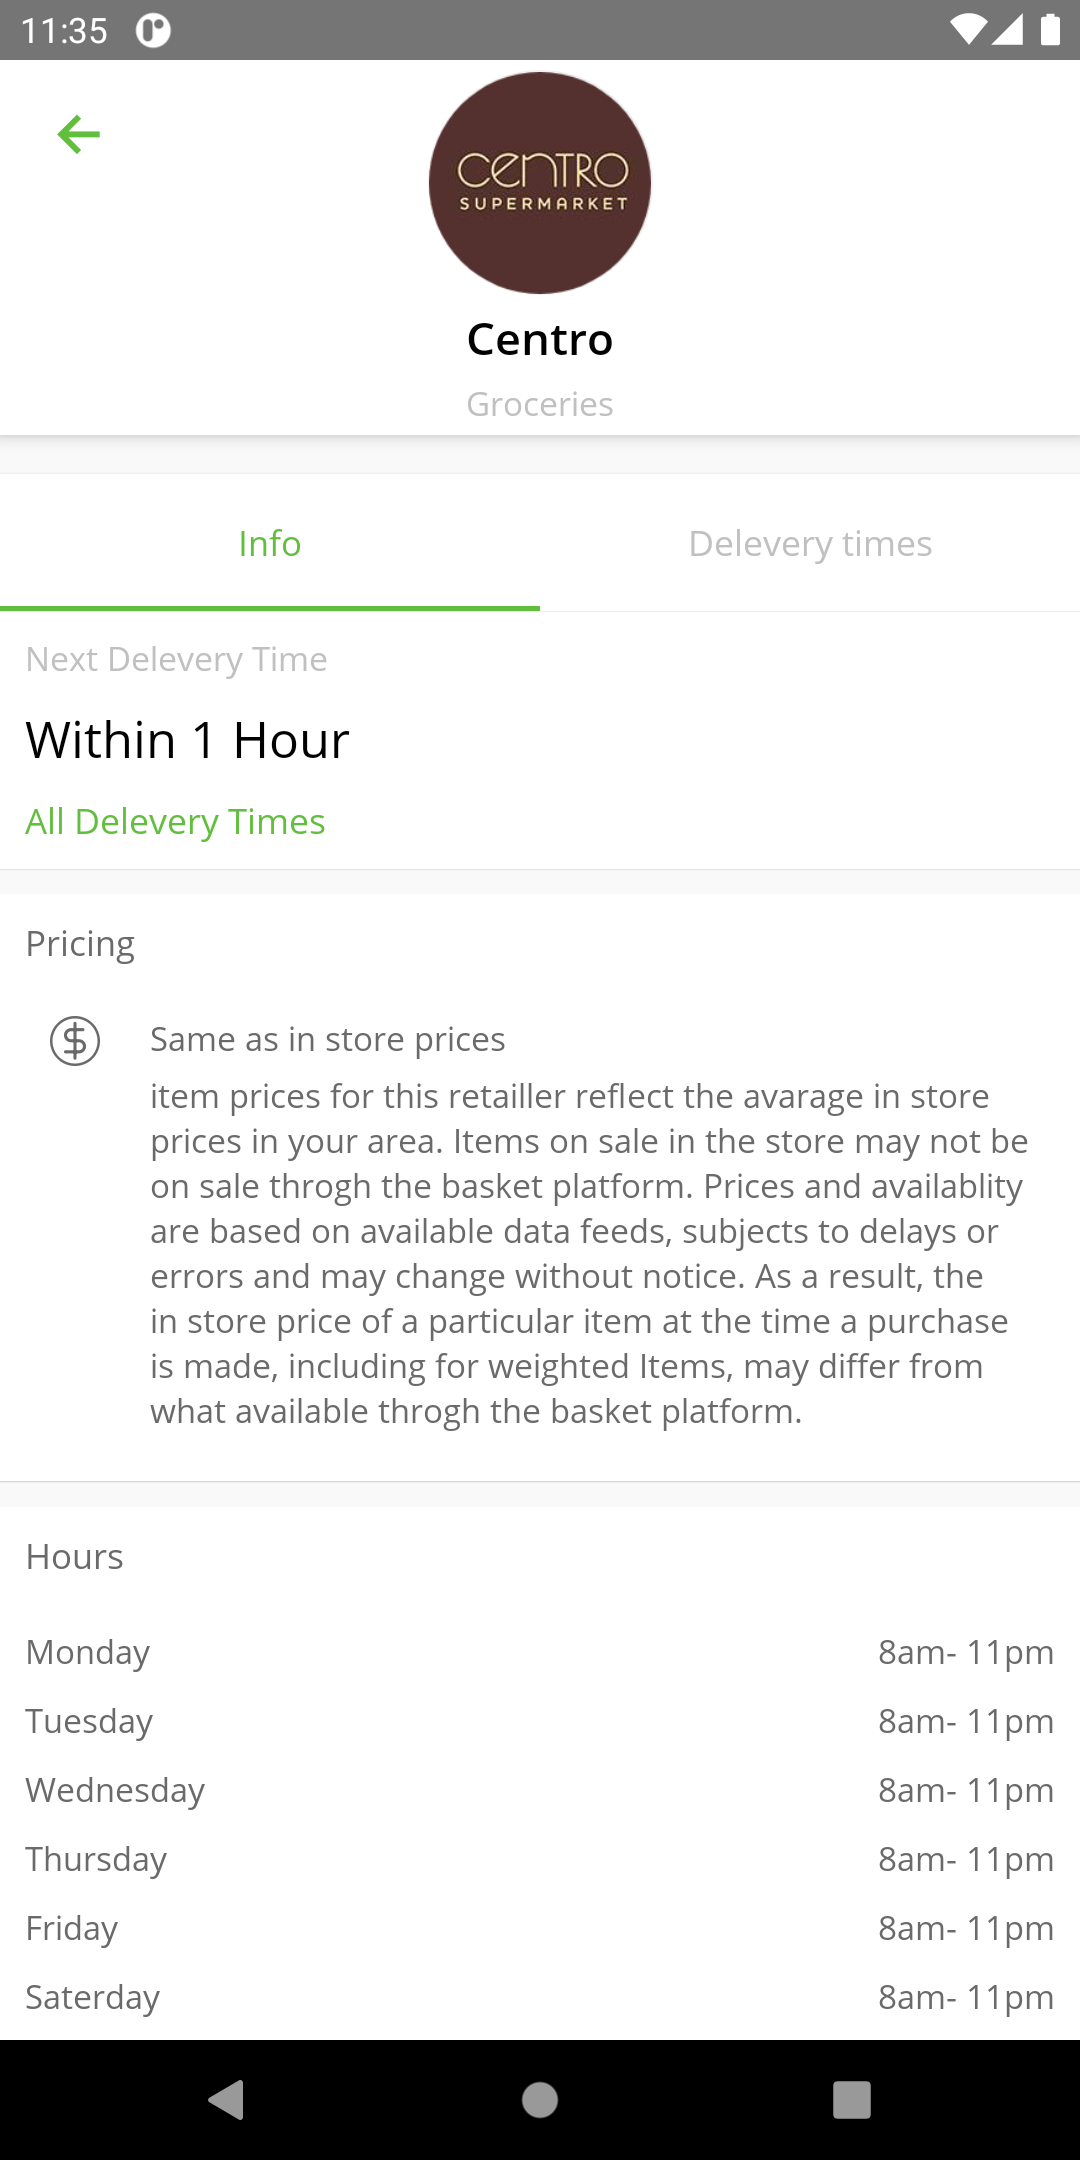 11:35
CENTRO
SUPERMARKET
Centro
Groceries
Info
Delevery times
Next Delevery Time
Within 1 Hour
All Delevery Times
Pricing
Same as in store prices
item prices for this retailler reflect the avarage in store
prices in your area. Items on sale in the store may not be
on sale throgh the basket platform. Prices and availablity
are based on available data feeds, subjects to delays or
errors and may change without notice. As a result, the
in store price of a particular item at the time a purchase
is made, including for weighted Items, may differ from
what available throgh the basket platform.
Hours
Monday 8am- 11pm
Tuesday 8am- 11pm
Wednesday 8am- 11pm
Thursday 8am- 11pm
Friday 8am- 11pm
Saterday 8am- 11pm